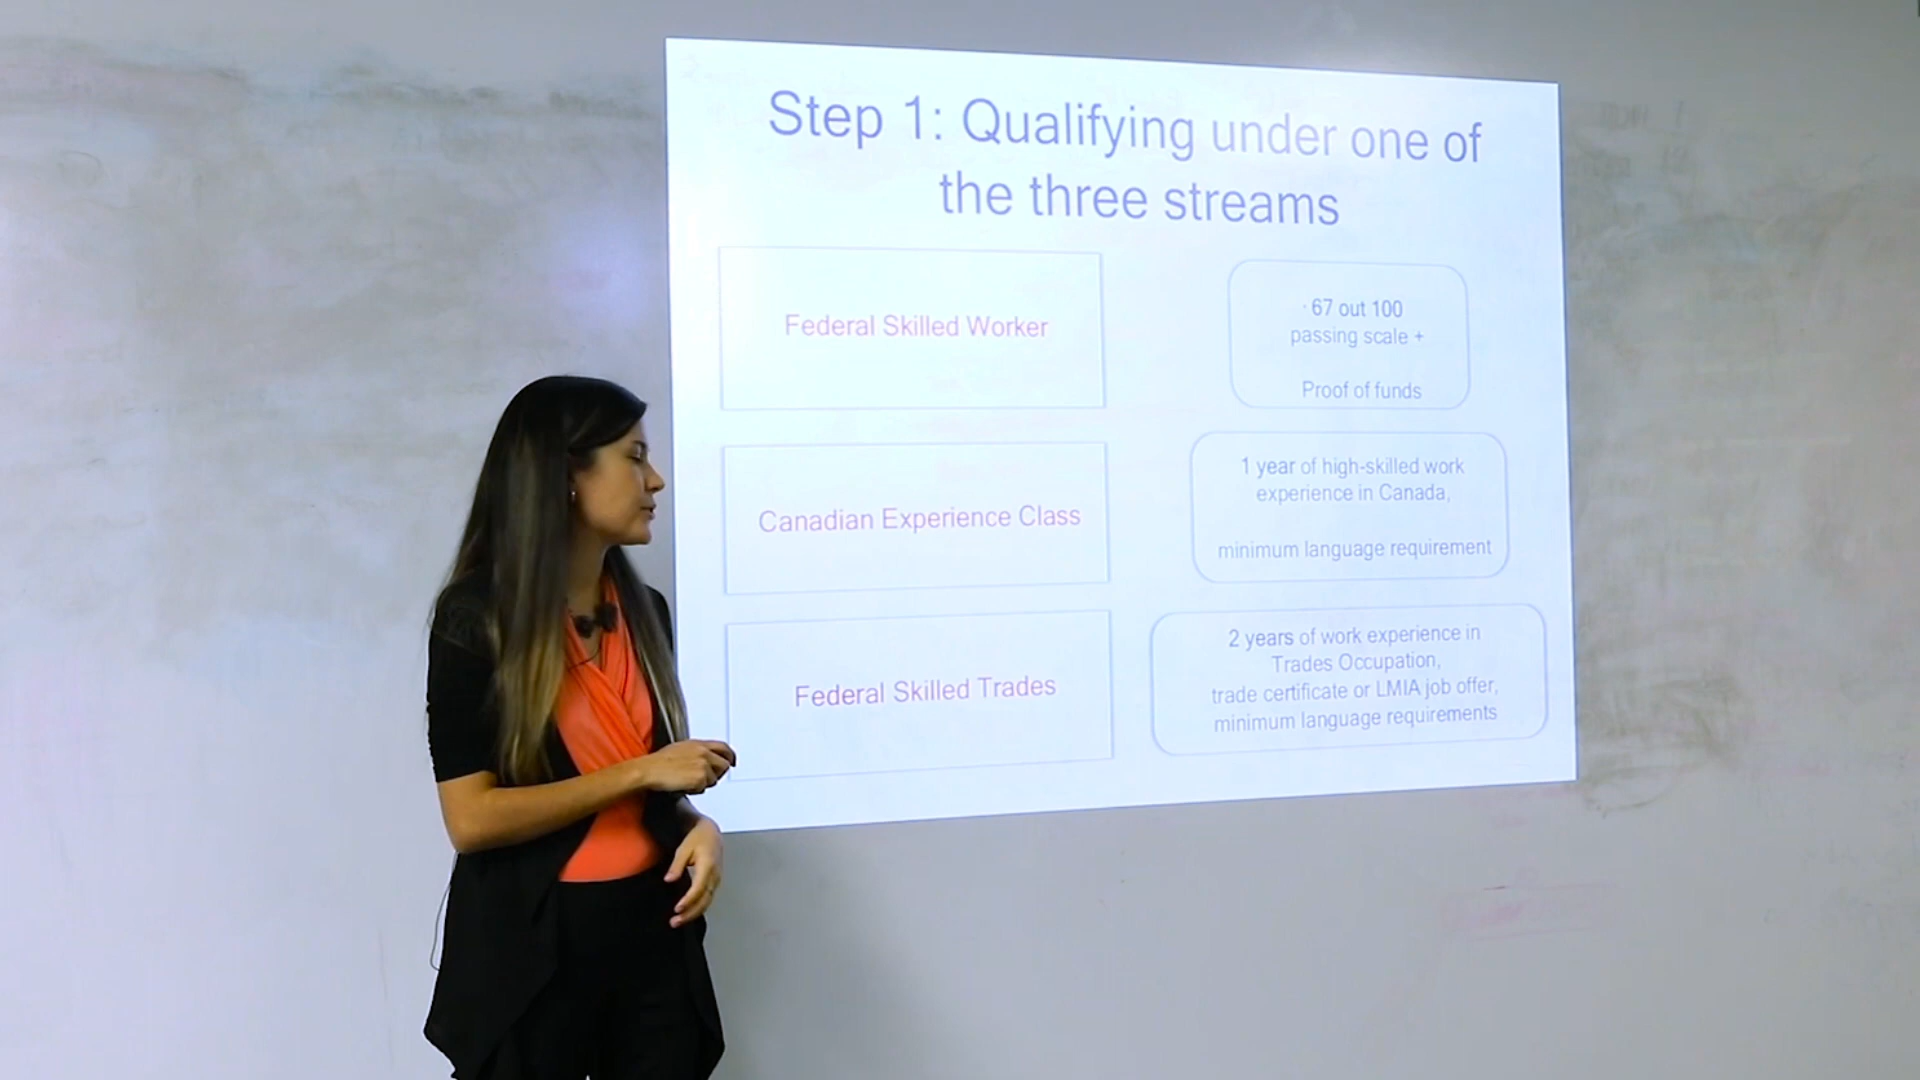 Step 1: Qualifying under one of
the three streams
Federal Skilled Worker
· 67 out 100
passing scale +
Proof of funds
Canadian Experience Class
1 year of high-skilled work
experience in Canada,
minimum language requirement
Federal Skilled Trades
2 years of work experience in
Trades Occupation,
trade certificate or LMIA job offer,
minimum language requirements